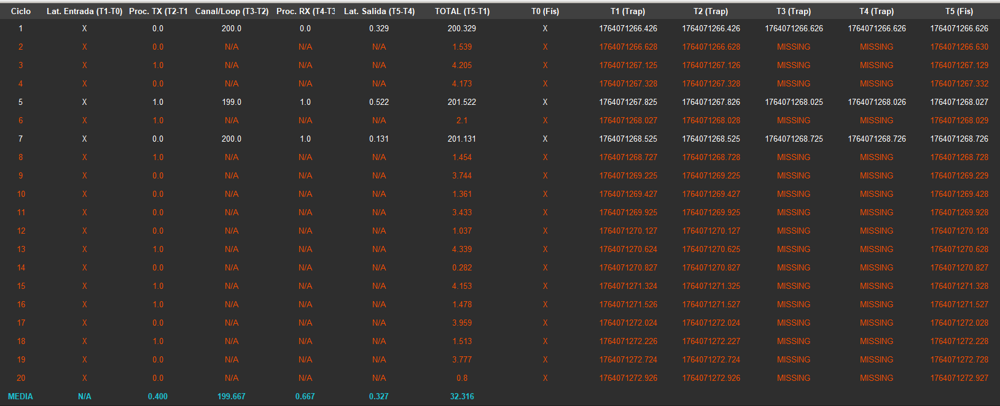 Ciclo Lat. Entrada (T1-T0) Proc. TX (T2-T1 Canal/Loop (T3-T2) Proc. RX (T4-T3 Lat. Salida (T5-T4) TOTAL (T5-T1) T0 (Fís) T1 (Trap) T2 (Trap) T3 (Trap) T4 (Trap) T5 (Fis)
1 X 0.0 200.0 0.0 0.329 200.329 X 1764071266.426 1764071266.426 1764071266.626 1764071266.626 1764071266.626
2 X 0.0 N/A N/A N/A 1.539 X 1764071266.628 1764071266.628 MISSING MISSING 1764071266.630
3 X 1.0 N/A N/A N/A 4.205 X 1764071267.125 1764071267.126 MISSING MISSING 1764071267.129
4 X 0.0 N/A N/A N/A 4.173 X 1764071267.328 1764071267.328 MISSING MISSING 1764071267.332
5 X 1.0 199.0 1.0 0.522 201.522 X 1764071267.825 1764071267.826 1764071268.025 1764071268.026 1764071268.027
6 X 1.0 N/A N/A N/A 2.1 X 1764071268.027 1764071268.028 MISSING MISSING 1764071268.029
7 X 0.0 200.0 1.0 0.131 201.131 X 1764071268.525 1764071268.525 1764071268.725 1764071268.726 1764071268.726
8 X 1.0 N/A N/A N/A 1.454 X 1764071268.727 1764071268.728 MISSING MISSING 1764071268.728
9 X 0.0 N/A N/A N/A 3.744 X 1764071269.225 1764071269.225 MISSING MISSING 1764071269.229
10 X 0.0 N/A N/A N/A 1.361 X 1764071269.427 1764071269.427 MISSING MISSING 1764071269.428
11 X 0.0 N/A N/A N/A 3.433 X 1764071269.925 1764071269.925 MISSING MISSING 1764071269.928
12 X 0.0 N/A N/A N/A 1.037 X 1764071270.127 1764071270.127 MISSING MISSING 1764071270.128
13 X 1.0 N/A N/A N/A 4.339 X 1764071270.624 1764071270.625 MISSING MISSING 1764071270.628
14 X 0.0 N/A N/A N/A 0.282 X 1764071270.827 1764071270.827 MISSING MISSING 1764071270.827
15 X 1.0 N/A N/A N/A 4.153 X 1764071271.324 1764071271.325 MISSING MISSING 1764071271.328
16 X 1.0 N/A N/A N/A 1.478 X 1764071271.526 1764071271.527 MISSING MISSING 1764071271.527
17 X 0.0 N/A N/A N/A 3.959 X 1764071272.024 1764071272.024 MISSING MISSING 1764071272.028
18 X 1.0 N/A N/A N/A 1.513 X 1764071272.226 1764071272.227 MISSING MISSING 1764071272.228
19 X 0.0 N/A N/A N/A 3.777 X 1764071272.724 1764071272.724 MISSING MISSING 1764071272.728
20 X 0.0 N/A N/A N/A 0.8 X 1764071272.926 1764071272.926 MISSING MISSING 1764071272.927
MEDIA N/A 0.400 199.667 0.667 0.327 32.316